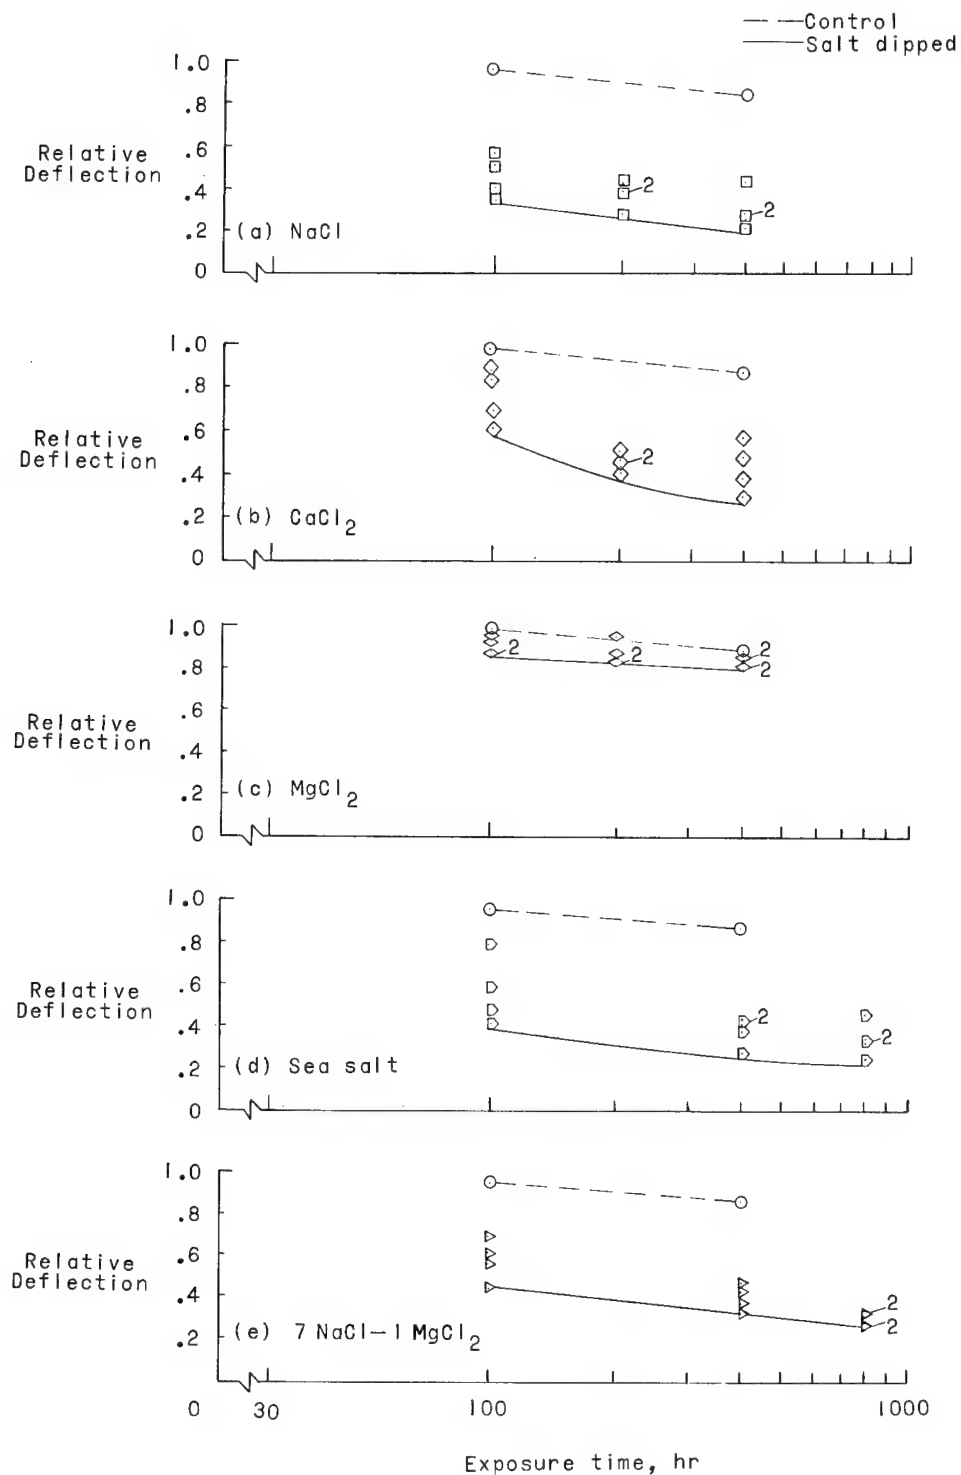 Control
Salt dipped
1.0
.8
Relative
Deflection
.6
.4
2
2
.2
(a) NaCl
0
1.0
.8
Relative
Deflection
.6
2
.4
.2
(b) CaCl2
0
1.0
2
2
2
2
.8
Relative
Deflection
.6
.4
.2
(c) MgCl2
0
1.0
.8
Relative
Deflection
.6
.4
2
2
.2
(d) Sea salt
0
1.0
.8
Relative
Deflection
.6
.4
2
2
.2
(e) 7 NaCl-1 MgCl2
0
30
100
1000
Exposure time, hr